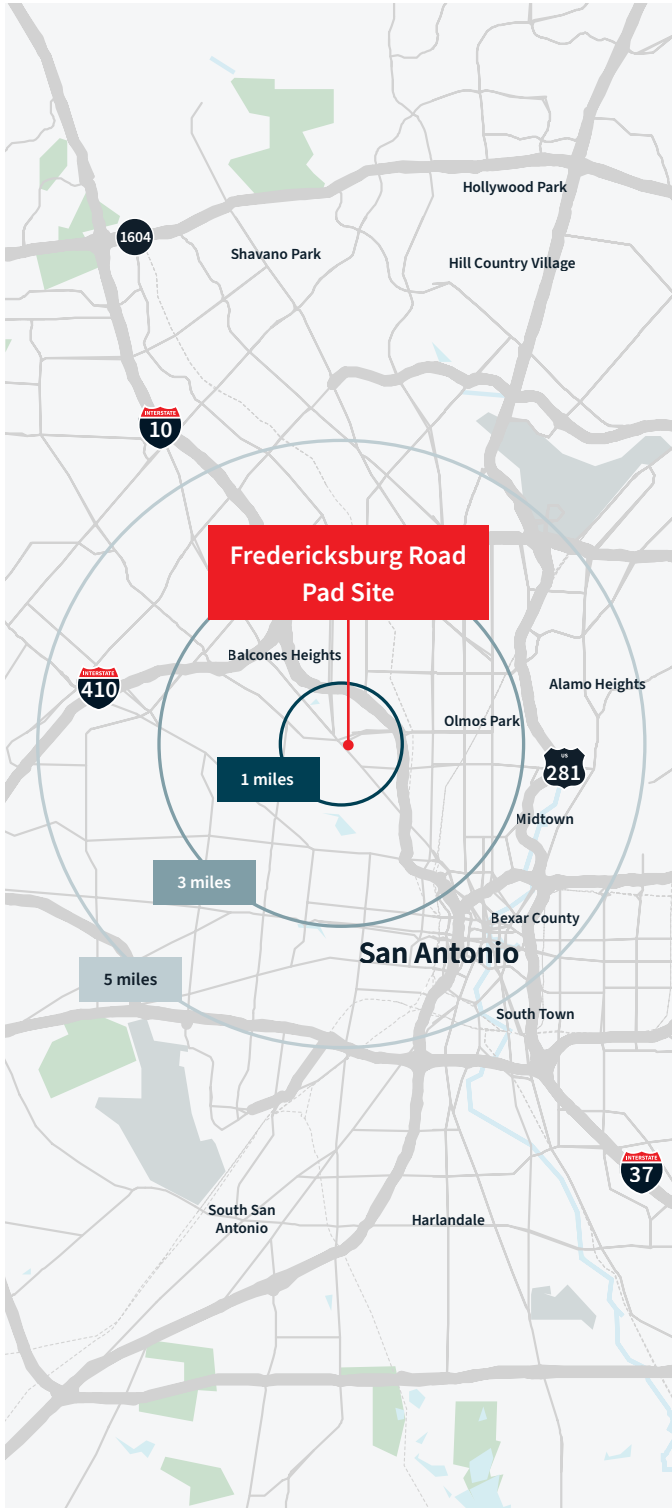 Hollywood Park
1604
Shavano Park
Hill Country Village
INTERSTATE
10
Fredericksburg Road
Pad Site
Balcones Heights
INTERSTATE
410
Alamo Heights
Olmos Park
US
281
1 miles
Midtown
3 miles
Bexar County
San Antonio
5 miles
South Town
INTERSTATE
37
South San
Antonio
Harlandale